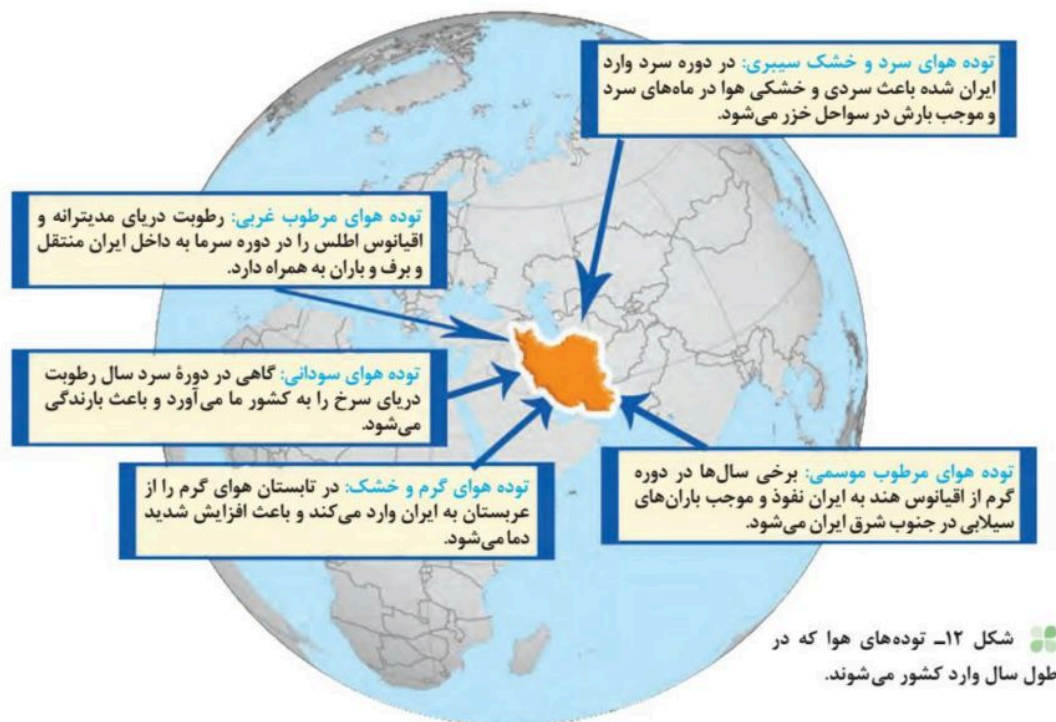 توده هوای سرد و خشک سیبری: در دوره سرد وارد
ایران شده باعث سردی و خشکی هوا در ماه‌های سرد
و موجب بارش در سواحل خزر می‌شود.
توده هوای مرطوب غربی: رطوبت دریای مدیترانه و
اقیانوس اطلس را در دوره سرما به داخل ایران منتقل
و برف و باران به همراه دارد.
توده هوای سودانی: گاهی در دورهٔ سرد سال رطوبت
دریای سرخ را به کشور ما می‌آورد و باعث بارندگی
می‌شود.
توده هوای مرطوب موسمی: برخی سال‌ها در دوره
گرم از اقیانوس هند به ایران نفوذ و موجب باران‌های
سیلابی در جنوب شرق ایران می‌شود.
توده هوای گرم و خشک: در تابستان هوای گرم را از
عربستان به ایران وارد می‌کند و باعث افزایش شدید
دما می‌شود.
شکل ۱۲ـ توده‌های هوا که در
طول سال وارد کشور می‌شوند.